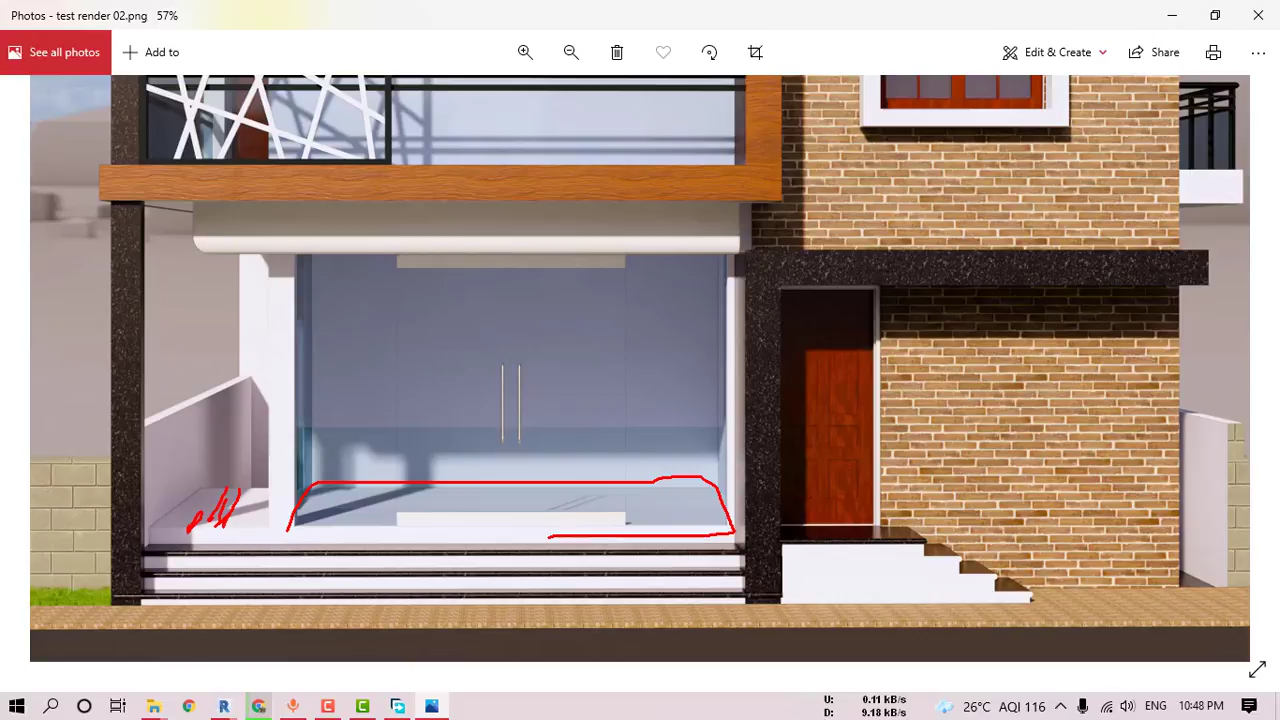 Photos - test render 02.png   57%
See all photos
Add to
Edit & Create
Share
U: 0.11 kB/s
D: 9.18 kB/s
26°C AQI 116
ENG
10:48 PM